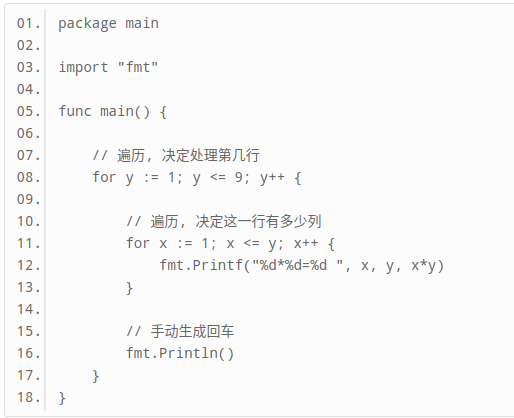 01. package main
02.
03. import "fmt"
04.
05. func main() {
06.
07.     // 遍历, 决定处理第几行
08.     for y := 1; y <= 9; y++ {
09.
10.         // 遍历, 决定这一行有多少列
11.         for x := 1; x <= y; x++ {
12.             fmt.Printf("%d*%d=%d ", x, y, x*y)
13.         }
14.
15.         // 手动生成回车
16.         fmt.Println()
17.     }
18. }